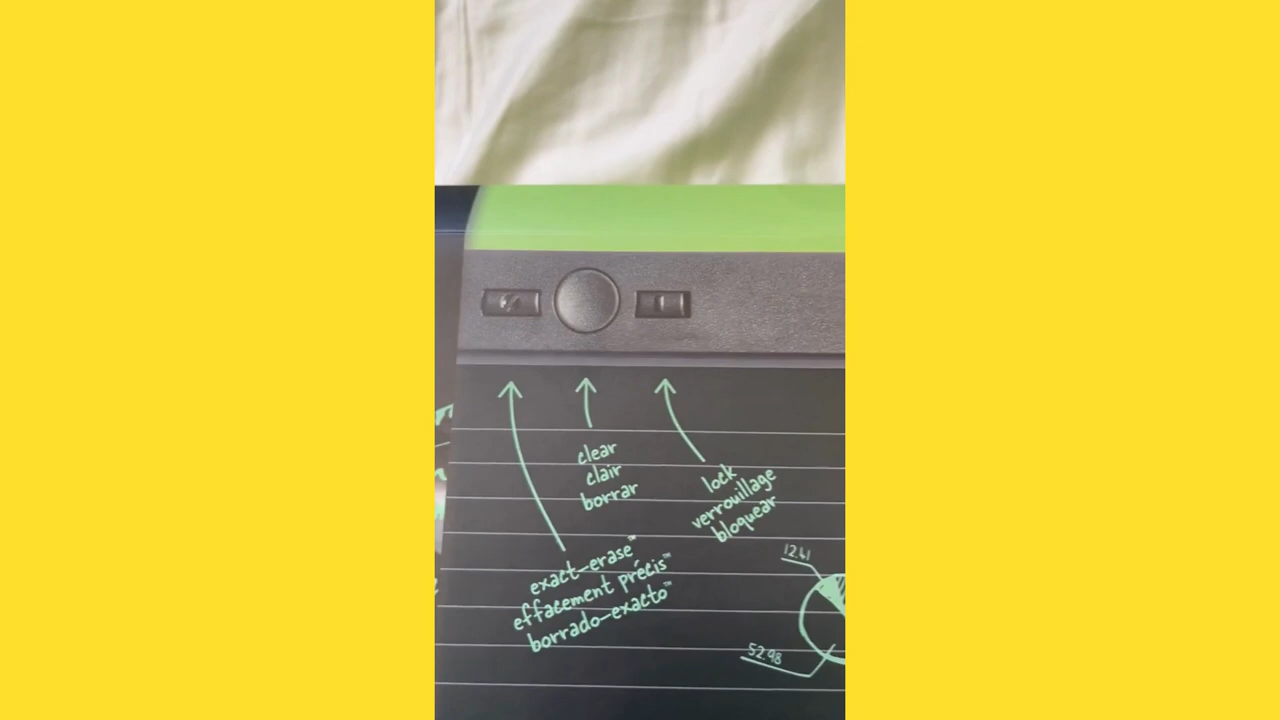 clear
clair
borrar
lock
verrouillage
bloquear
exact-erase™
effacement précis™
borrado-exacto™
12.41
52.98